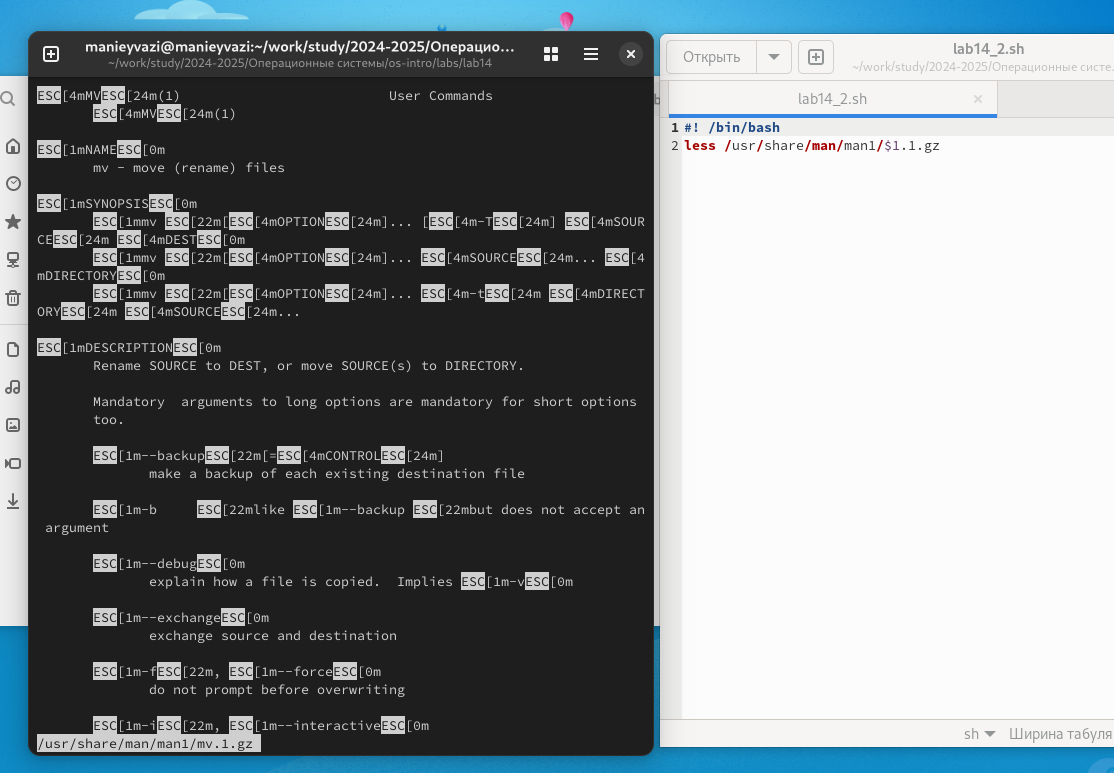 manieyvazi@manieyvazi:~/work/study/2024-2025/Операцио...
~/work/study/2024-2025/Операционные системы/os-intro/labs/lab14
ESC[4mMVESC[24m(1)                          User Commands
       ESC[4mMVESC[24m(1)
ESC[1mNAMEESC[0m
       mv - move (rename) files
ESC[1mSYNOPSISESC[0m
       ESC[1mmv ESC[22m[ESC[4mOPTIONESC[24m]... [ESC[4m-TESC[24m] ESC[4mSOUR
CEESC[24m ESC[4mDESTESC[0m
       ESC[1mmv ESC[22m[ESC[4mOPTIONESC[24m]... ESC[4mSOURCEESC[24m... ESC[4
mDIRECTORYESC[0m
       ESC[1mmv ESC[22m[ESC[4mOPTIONESC[24m]... ESC[4m-tESC[24m ESC[4mDIRECT
ORYESC[24m ESC[4mSOURCEESC[24m...
ESC[1mDESCRIPTIONESC[0m
       Rename SOURCE to DEST, or move SOURCE(s) to DIRECTORY.
       Mandatory  arguments to long options are mandatory for short options
       too.
       ESC[1m--backupESC[22m[=ESC[4mCONTROLESC[24m]
              make a backup of each existing destination file
       ESC[1m-b     ESC[22mlike ESC[1m--backup ESC[22mbut does not accept an
 argument
       ESC[1m--debugESC[0m
              explain how a file is copied.  Implies ESC[1m-vESC[0m
       ESC[1m--exchangeESC[0m
              exchange source and destination
       ESC[1m-fESC[22m, ESC[1m--forceESC[0m
              do not prompt before overwriting
       ESC[1m-iESC[22m, ESC[1m--interactiveESC[0m
/usr/share/man/man1/mv.1.gz
Открыть
lab14_2.sh
~/work/study/2024-2025/Операционные систе...
lab14_2.sh
1 #! /bin/bash
2 less /usr/share/man/man1/$1.1.gz
sh
Ширина табуля